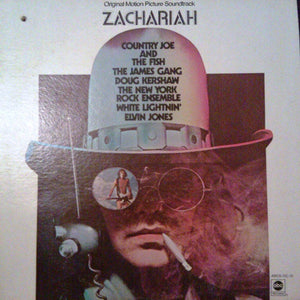 Original Motion Picture Soundtrack
ZACHARIAH
COUNTRY JOE
AND
THE FISH
THE JAMES GANG
DOUG KERSHAW
THE NEW YORK
ROCK ENSEMBLE
WHITE LIGHTNIN'
ELVIN JONES
abc